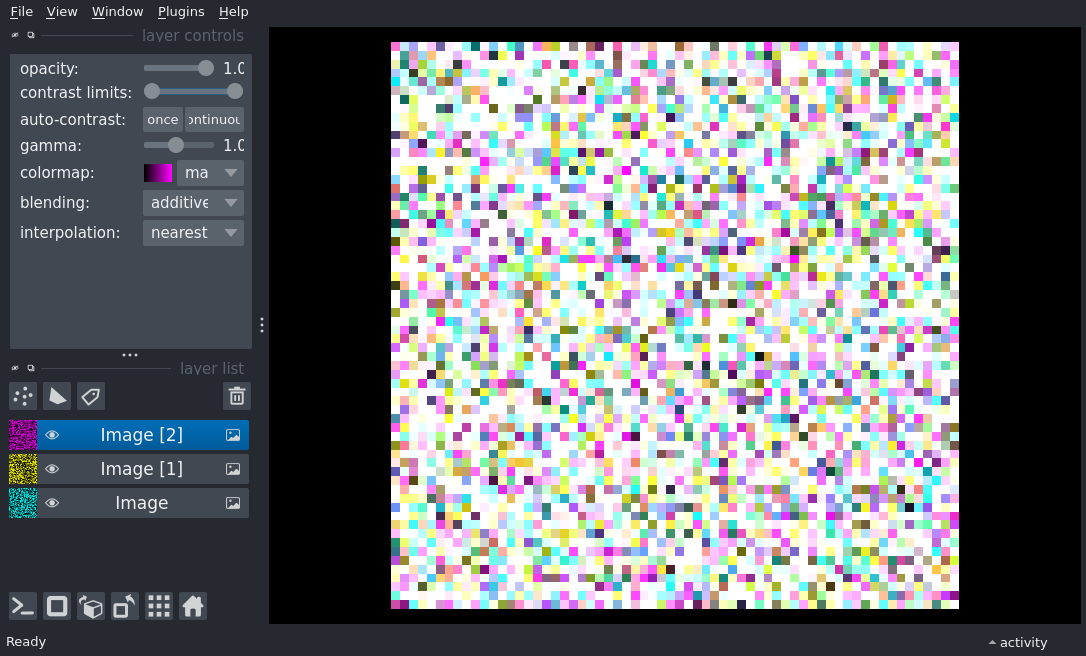 File View Window Plugins Help
layer controls
opacity: 1.0
contrast limits:
auto-contrast: once ontinuou
gamma: 1.0
colormap: ma
blending: additive
interpolation: nearest
layer list
Image [2]
Image [1]
Image
Ready
activity